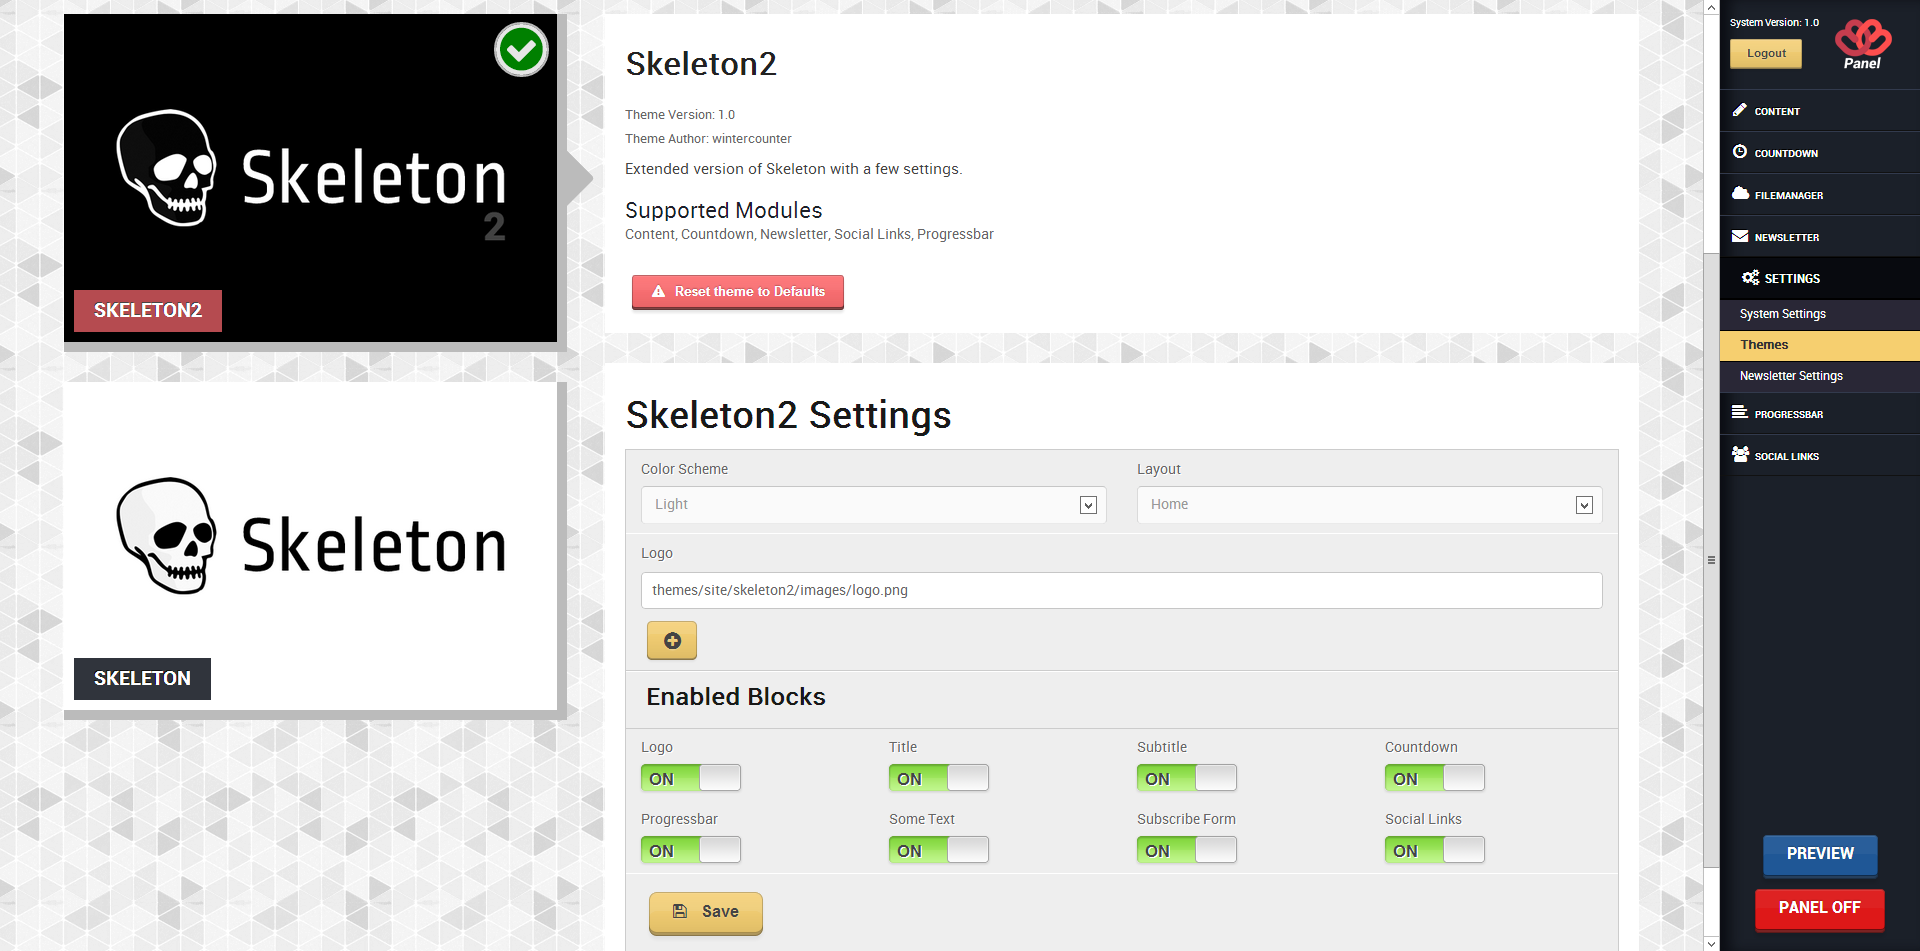 Skeleton
2
SKELETON2
Skeleton
SKELETON
Skeleton2
Theme Version: 1.0
Theme Author: wintercounter
Extended version of Skeleton with a few settings.
Supported Modules
Content, Countdown, Newsletter, Social Links, Progressbar
Reset theme to Defaults
Skeleton2 Settings
Color Scheme
Layout
Light
Home
Logo
themes/site/skeleton2/images/logo.png
Enabled Blocks
Logo
Title
Subtitle
Countdown
ON
ON
ON
ON
Progressbar
Some Text
Subscribe Form
Social Links
ON
ON
ON
ON
Save
System Version: 1.0
Logout
Panel
CONTENT
COUNTDOWN
FILEMANAGER
NEWSLETTER
SETTINGS
System Settings
Themes
Newsletter Settings
PROGRESSBAR
SOCIAL LINKS
PREVIEW
PANEL OFF